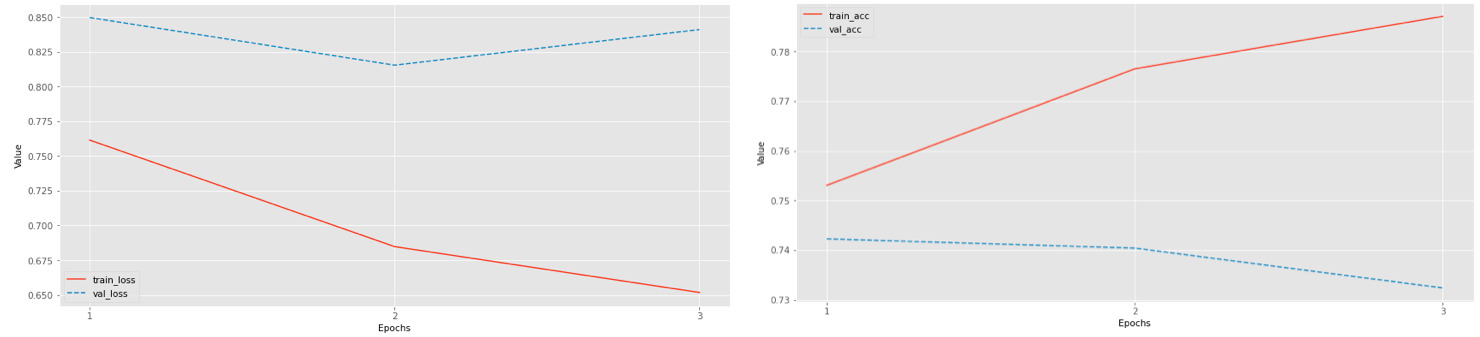 0.850
0.825
0.800
0.775
0.750
0.725
0.700
0.675
0.650
Value
train_loss
val_loss
1
2
3
Epochs
train_acc
val_acc
0.78
0.77
0.76
0.75
0.74
0.73
Value
1
2
3
Epochs